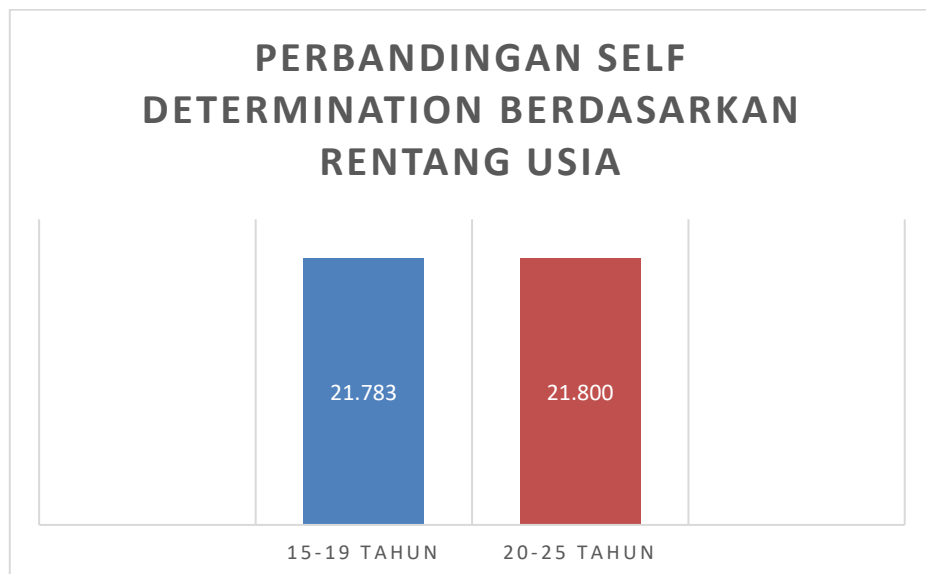 PERBANDINGAN SELF
DETERMINATION BERDASARKAN
RENTANG USIA
21.783
21.800
15-19 TAHUN
20-25 TAHUN